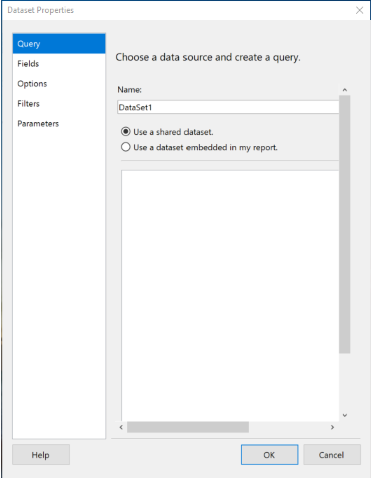 Dataset Properties
Query
Fields
Options
Filters
Parameters
Choose a data source and create a query.
Name:
DataSet1
Use a shared dataset.
Use a dataset embedded in my report.
Help
OK
Cancel